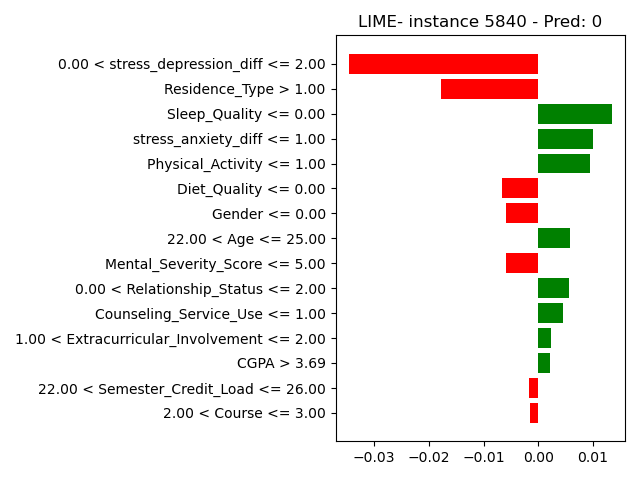 LIME- instance 5840 - Pred: 0
0.00 < stress_depression_diff <= 2.00
Residence_Type > 1.00
Sleep_Quality <= 0.00
stress_anxiety_diff <= 1.00
Physical_Activity <= 1.00
Diet_Quality <= 0.00
Gender <= 0.00
22.00 < Age <= 25.00
Mental_Severity_Score <= 5.00
0.00 < Relationship_Status <= 2.00
Counseling_Service_Use <= 1.00
1.00 < Extracurricular_Involvement <= 2.00
CGPA > 3.69
22.00 < Semester_Credit_Load <= 26.00
2.00 < Course <= 3.00
−0.03 −0.02 −0.01 0.00 0.01